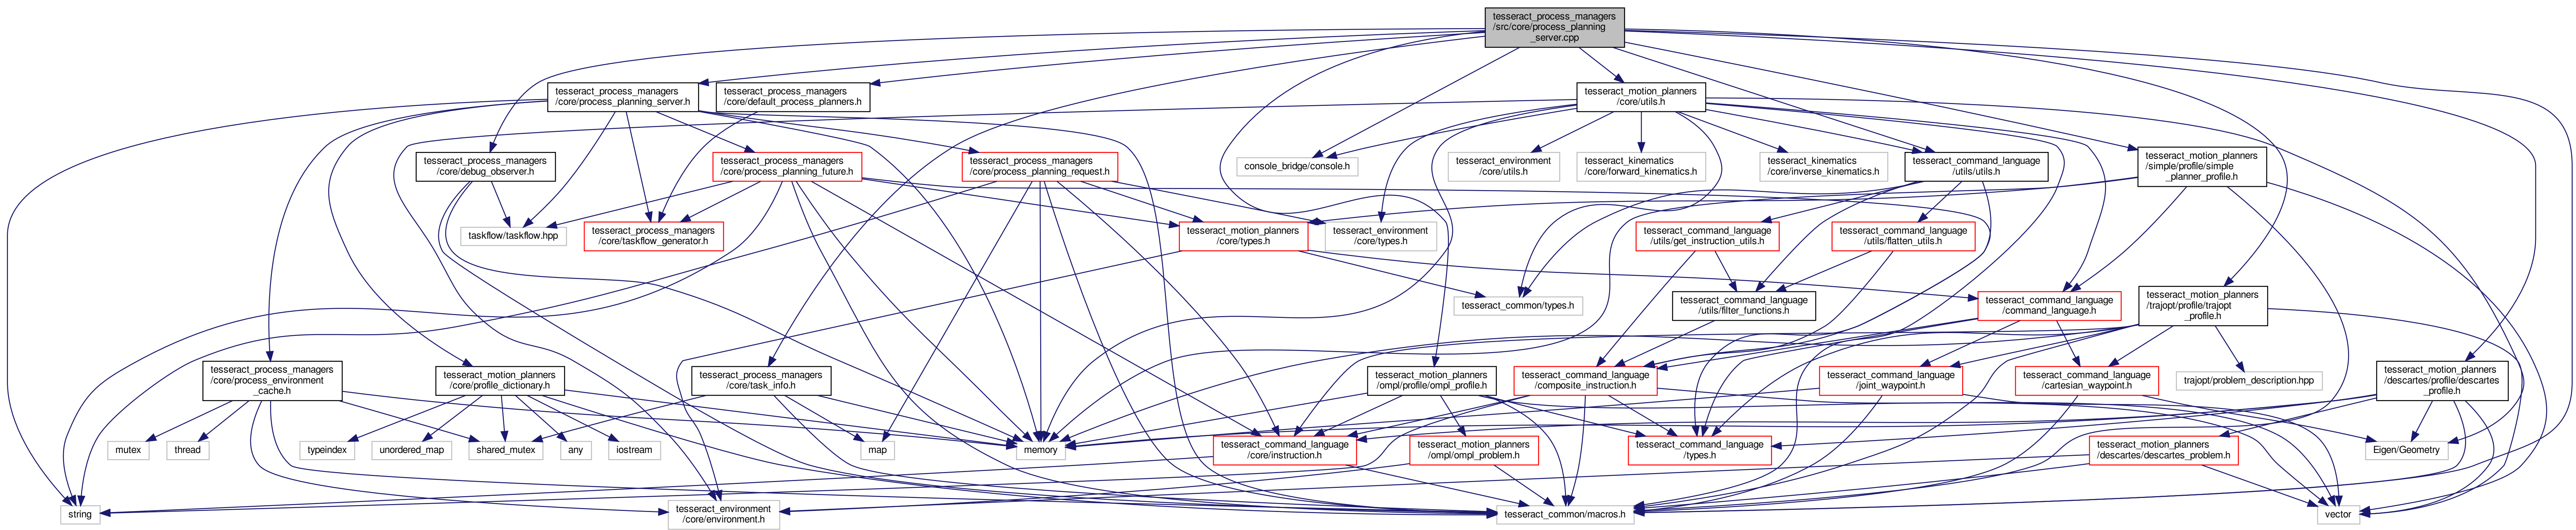 tesseract_process_managers
/src/core/process_planning
_server.cpp
tesseract_process_managers
/core/process_planning_server.h
tesseract_process_managers
/core/default_process_planners.h
tesseract_motion_planners
/core/utils.h
tesseract_process_managers
/core/debug_observer.h
tesseract_process_managers
/core/process_planning_future.h
tesseract_process_managers
/core/process_planning_request.h
console_bridge/console.h
tesseract_environment
/core/utils.h
tesseract_kinematics
/core/forward_kinematics.h
tesseract_kinematics
/core/inverse_kinematics.h
tesseract_command_language
/utils/utils.h
tesseract_motion_planners
/simple/profile/simple
_planner_profile.h
taskflow/taskflow.hpp
tesseract_process_managers
/core/taskflow_generator.h
tesseract_motion_planners
/core/types.h
tesseract_environment
/core/types.h
tesseract_command_language
/utils/get_instruction_utils.h
tesseract_command_language
/utils/flatten_utils.h
tesseract_common/types.h
tesseract_command_language
/utils/filter_functions.h
tesseract_command_language
/command_language.h
tesseract_motion_planners
/trajopt/profile/trajopt
_profile.h
tesseract_process_managers
/core/process_environment
_cache.h
tesseract_motion_planners
/core/profile_dictionary.h
tesseract_process_managers
/core/task_info.h
tesseract_motion_planners
/ompl/profile/ompl_profile.h
tesseract_command_language
/composite_instruction.h
tesseract_command_language
/joint_waypoint.h
tesseract_command_language
/cartesian_waypoint.h
trajopt/problem_description.hpp
tesseract_motion_planners
/descartes/profile/descartes
_profile.h
mutex
thread
typeindex
unordered_map
shared_mutex
any
iostream
map
memory
tesseract_command_language
/core/instruction.h
tesseract_motion_planners
/ompl/ompl_problem.h
tesseract_command_language
/types.h
tesseract_motion_planners
/descartes/descartes_problem.h
Eigen/Geometry
string
tesseract_environment
/core/environment.h
tesseract_common/macros.h
vector